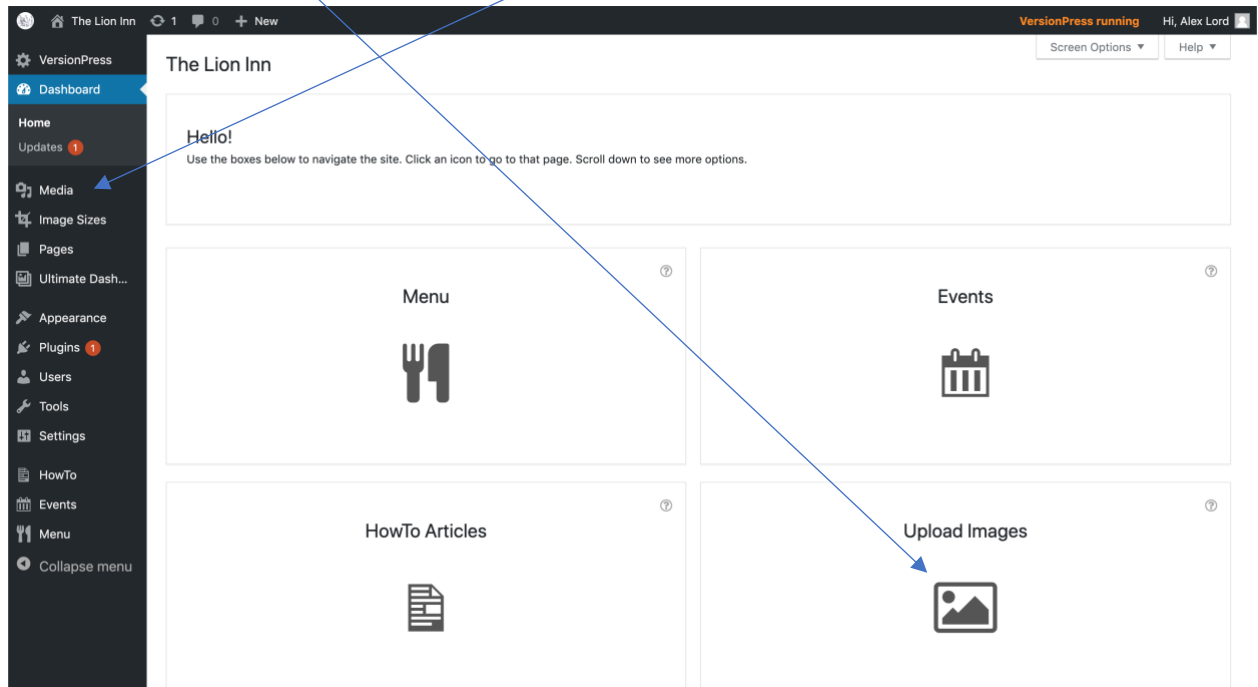 The Lion Inn 1 0 + New VersionPress running Hi, Alex Lord
Screen Options ▼ Help ▼
VersionPress
Dashboard
Home
Updates 1
Media
Image Sizes
Pages
Ultimate Dash...
Appearance
Plugins 1
Users
Tools
Settings
HowTo
Events
Menu
Collapse menu
The Lion Inn
Hello!
Use the boxes below to navigate the site. Click an icon to go to that page. Scroll down to see more options.
Menu
Events
HowTo Articles
Upload Images